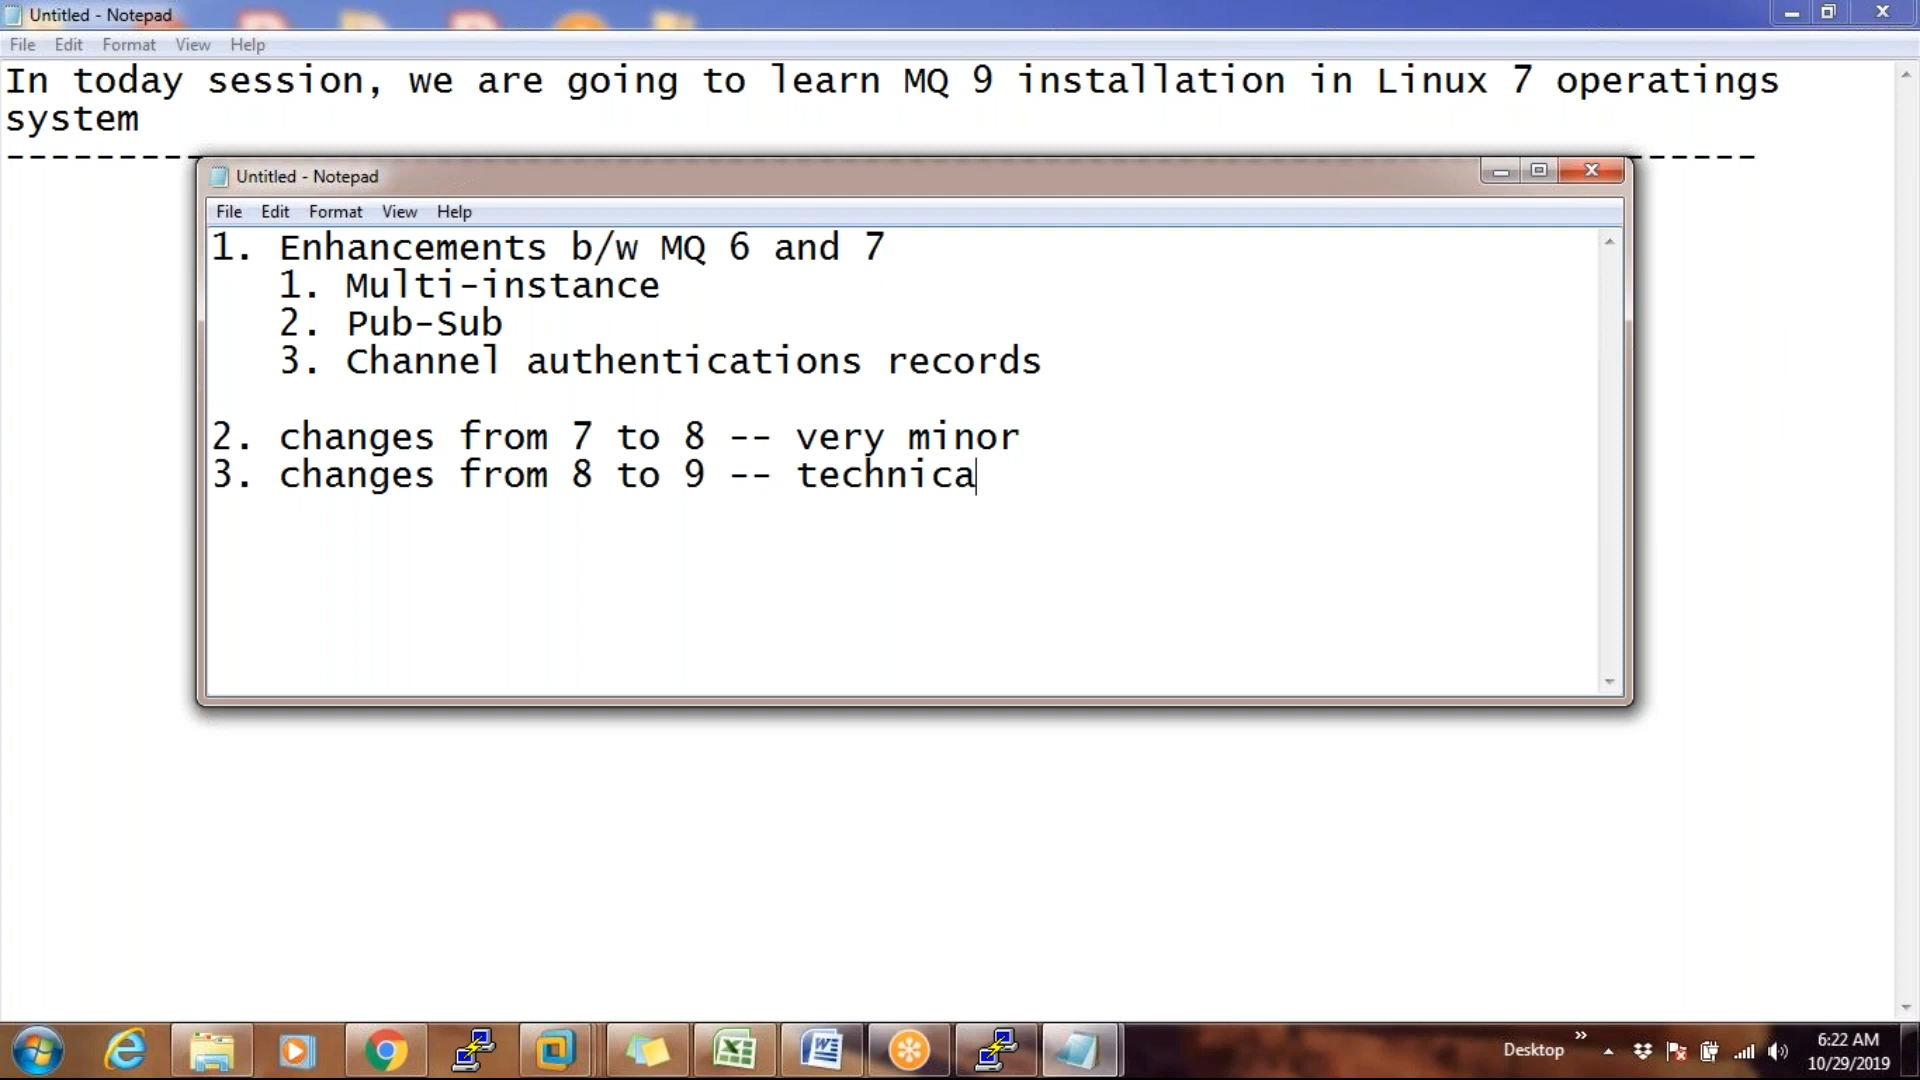 Untitled - Notepad
File Edit Format View Help
In today session, we are going to learn MQ 9 installation in Linux 7 operatings
system
--------- ------
Untitled - Notepad
File Edit Format View Help
1. Enhancements b/w MQ 6 and 7
1. Multi-instance
2. Pub-Sub
3. Channel authentications records
2. changes from 7 to 8 -- very minor
3. changes from 8 to 9 -- technica
Desktop
6:22 AM
10/29/2019